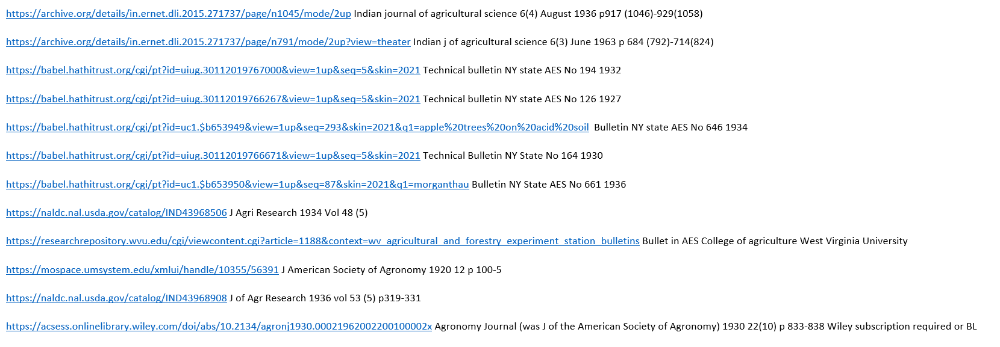 https://archive.org/details/in.ernet.dli.2015.271737/page/n1045/mode/2up Indian journal of agricultural science 6(4) August 1936 p917 (1046)-929(1058)
https://archive.org/details/in.ernet.dli.2015.271737/page/n791/mode/2up?view=theater Indian j of agricultural science 6(3) June 1963 p 684 (792)-714(824)
https://babel.hathitrust.org/cgi/pt?id=uiug.30112019767000&view=1up&seq=5&skin=2021 Technical bulletin NY state AES No 194 1932
https://babel.hathitrust.org/cgi/pt?id=uiug.30112019766267&view=1up&seq=5&skin=2021 Technical bulletin NY state AES No 126 1927
https://babel.hathitrust.org/cgi/pt?id=uc1.$b653949&view=1up&seq=293&skin=2021&q1=apple%20trees%20on%20acid%20soil Bulletin NY state AES No 646 1934
https://babel.hathitrust.org/cgi/pt?id=uiug.30112019766671&view=1up&seq=5&skin=2021 Technical Bulletin NY State No 164 1930
https://babel.hathitrust.org/cgi/pt?id=uc1.$b653950&view=1up&seq=87&skin=2021&q1=morganthau Bulletin NY State AES No 661 1936
https://naldc.nal.usda.gov/catalog/IND43968506 J Agri Research 1934 Vol 48 (5)
https://researchrepository.wvu.edu/cgi/viewcontent.cgi?article=1188&context=wv_agricultural_and_forestry_experiment_station_bulletins Bullet in AES College of agriculture West Virginia University
https://mospace.umsystem.edu/xmlui/handle/10355/56391 J American Society of Agronomy 1920 12 p 100-5
https://naldc.nal.usda.gov/catalog/IND43968908 J of Agr Research 1936 vol 53 (5) p319-331
https://acsess.onlinelibrary.wiley.com/doi/abs/10.2134/agronj1930.00021962002200100002x Agronomy Journal (was J of the American Society of Agronomy) 1930 22(10) p 833-838 Wiley subscription required or BL